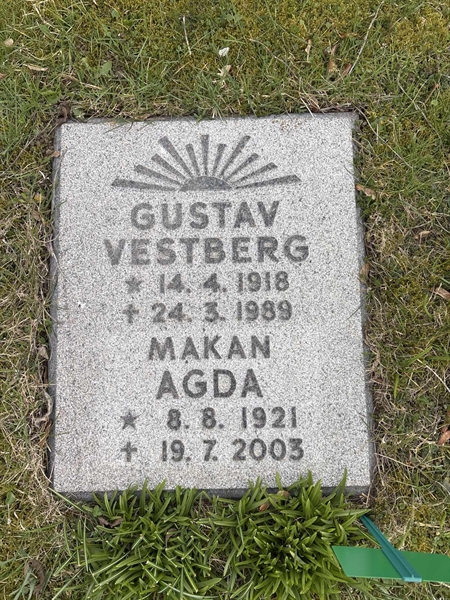 GUSTAV
VESTBERG
* 14. 4. 1918
+ 24. 3. 1989
MAKAN
AGDA
* 8. 8. 1921
+ 19. 7. 2003